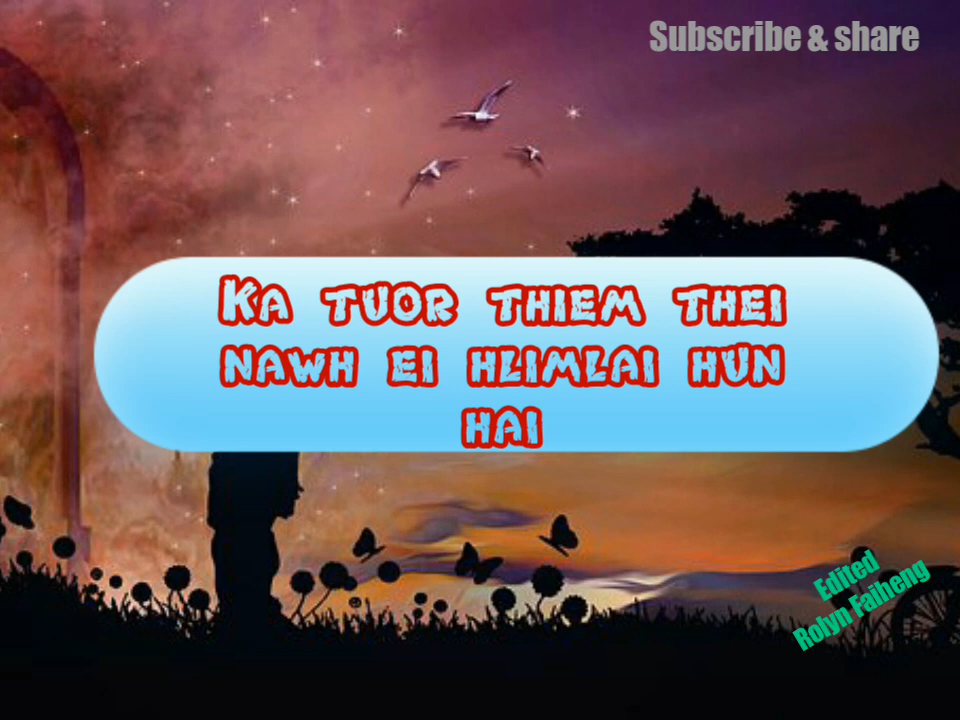 Subscribe & share
Ka tuor thiem thei
nawh ei hlimlai hun
hai
Edited
Rolyn Faiheng